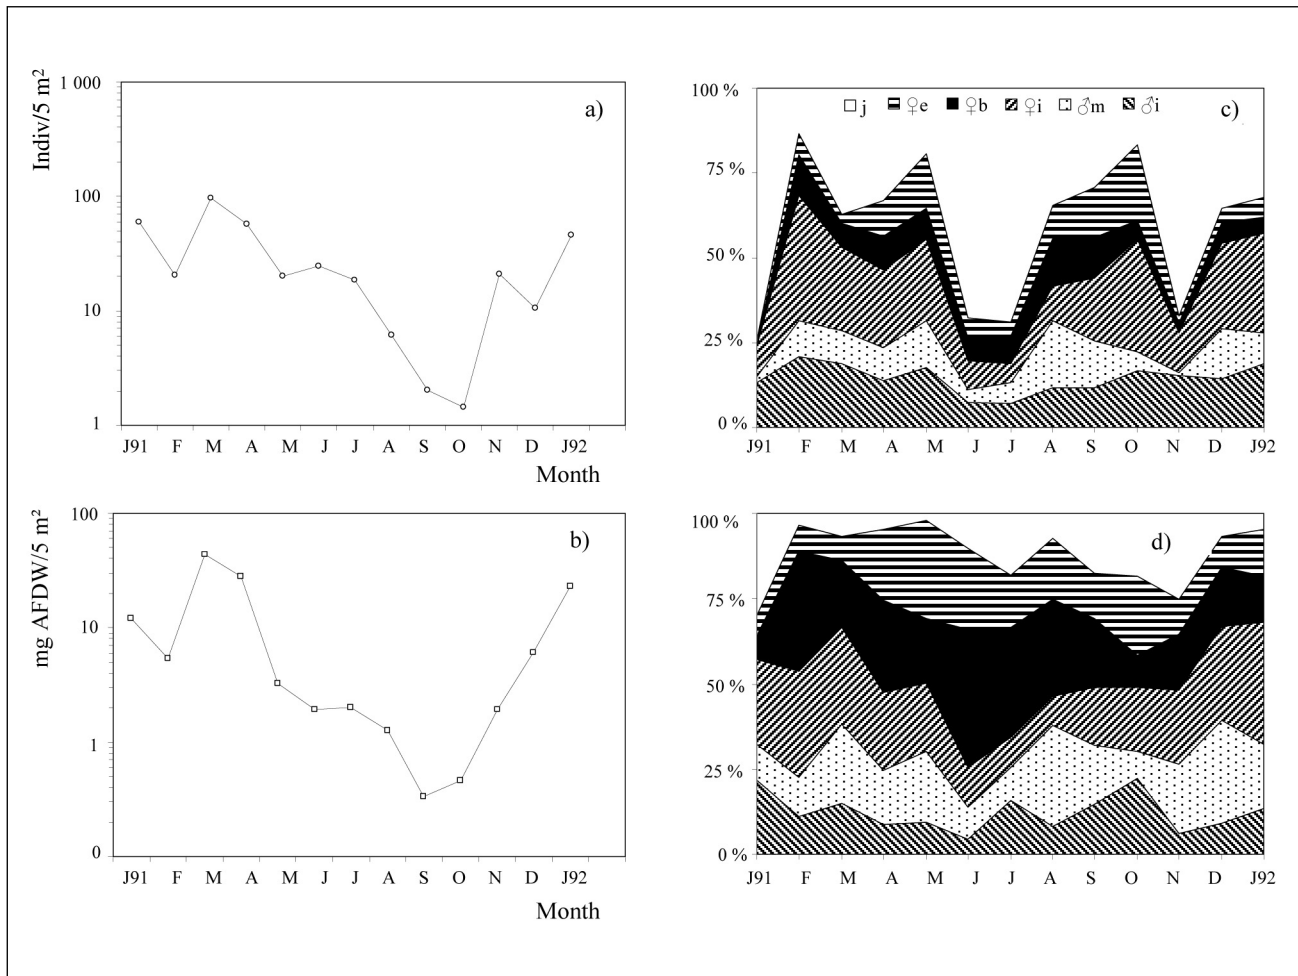 a)
Indiv/5 m²
1 000
100
10
1
J91 F M A M J J A S O N D J92
Month
b)
mg AFDW/5 m²
100
10
1
0
J91 F M A M J J A S O N D J92
Month
c)
□ j ♀e ♀b ♀i ♂m ♂i
100 %
75 %
50 %
25 %
0 %
J91 F M A M J J A S O N D J92
d)
100 %
75 %
50 %
25 %
0 %
J91 F M A M J J A S O N D J92